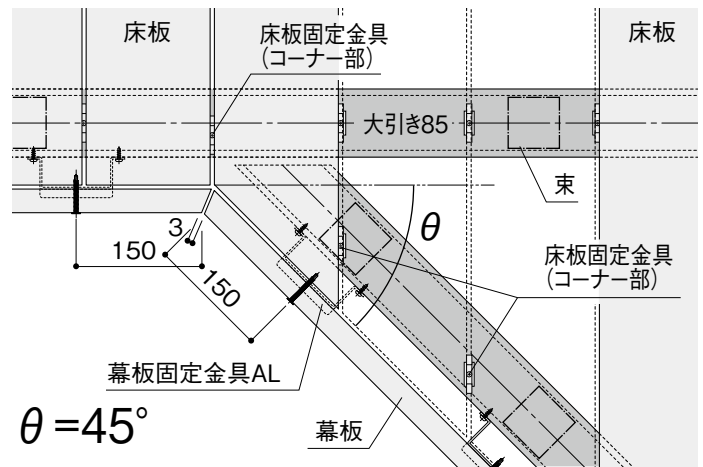 床板
床板固定金具
(コーナー部)
床板
大引き85
束
3
150
150
θ
床板固定金具
(コーナー部)
幕板固定金具AL
θ=45°
幕板